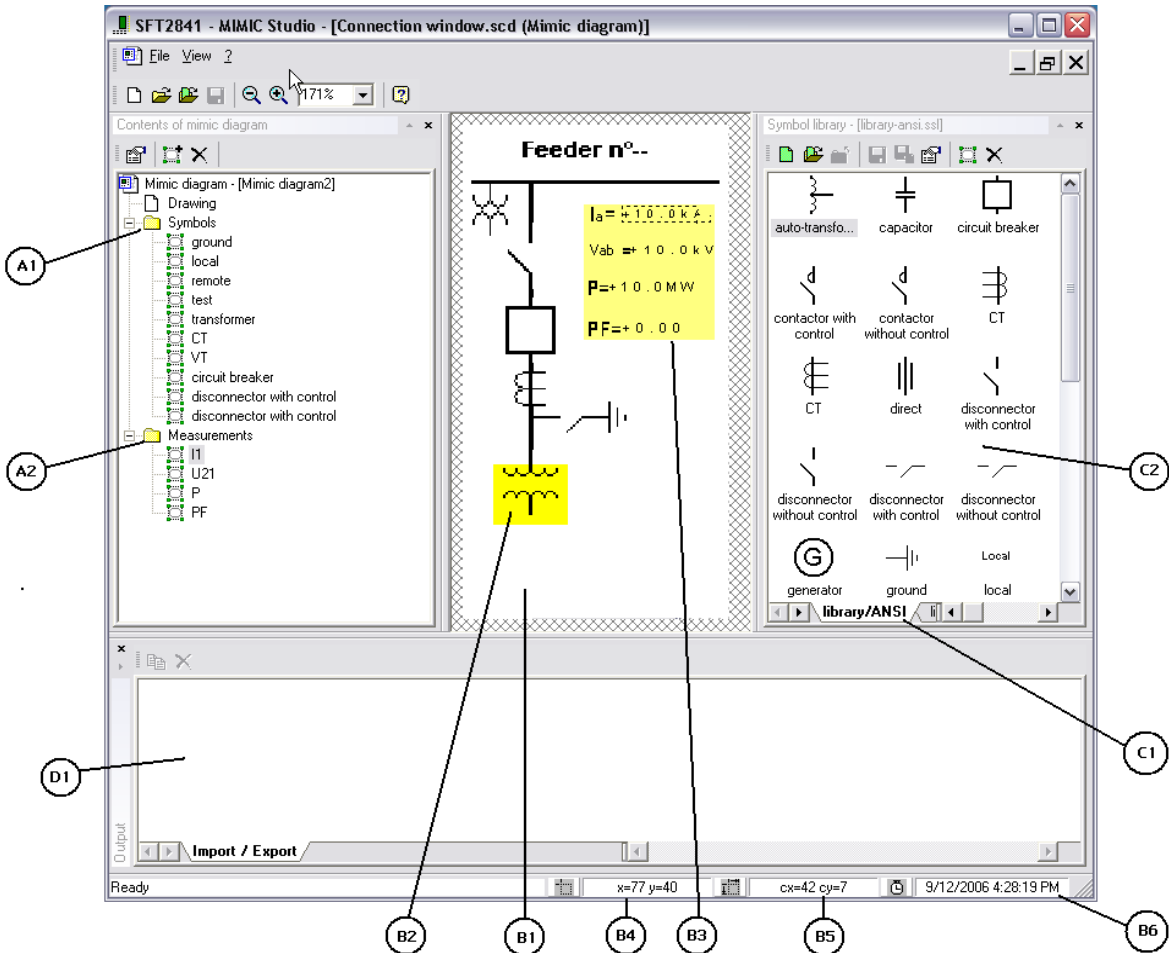 SFT2841 - MIMIC Studio - [Connection window.scd (Mimic diagram)]
File View ?
171%
Contents of mimic diagram
Mimic diagram - [Mimic diagram2]
Drawing
Symbols
ground
local
remote
test
transformer
CT
VT
circuit breaker
disconnector with control
disconnector with control
Measurements
I1
U21
P
PF
Feeder n°--
Ia= +10.0kA
Vab =+10.0kV
P=+10.0MW
PF=+0.00
Symbol library - [library-ansi.ssl]
auto-transfo...
capacitor
circuit breaker
contactor with control
contactor without control
CT
CT
direct
disconnector with control
disconnector without control
disconnector with control
disconnector without control
G
generator
ground
Local
local
library/ANSI
li
Output
Import / Export
Ready
x=77 y=40
cx=42 cy=7
9/12/2006 4:28:19 PM
A1
A2
B2
B1
B4
B3
B5
B6
C1
C2
D1